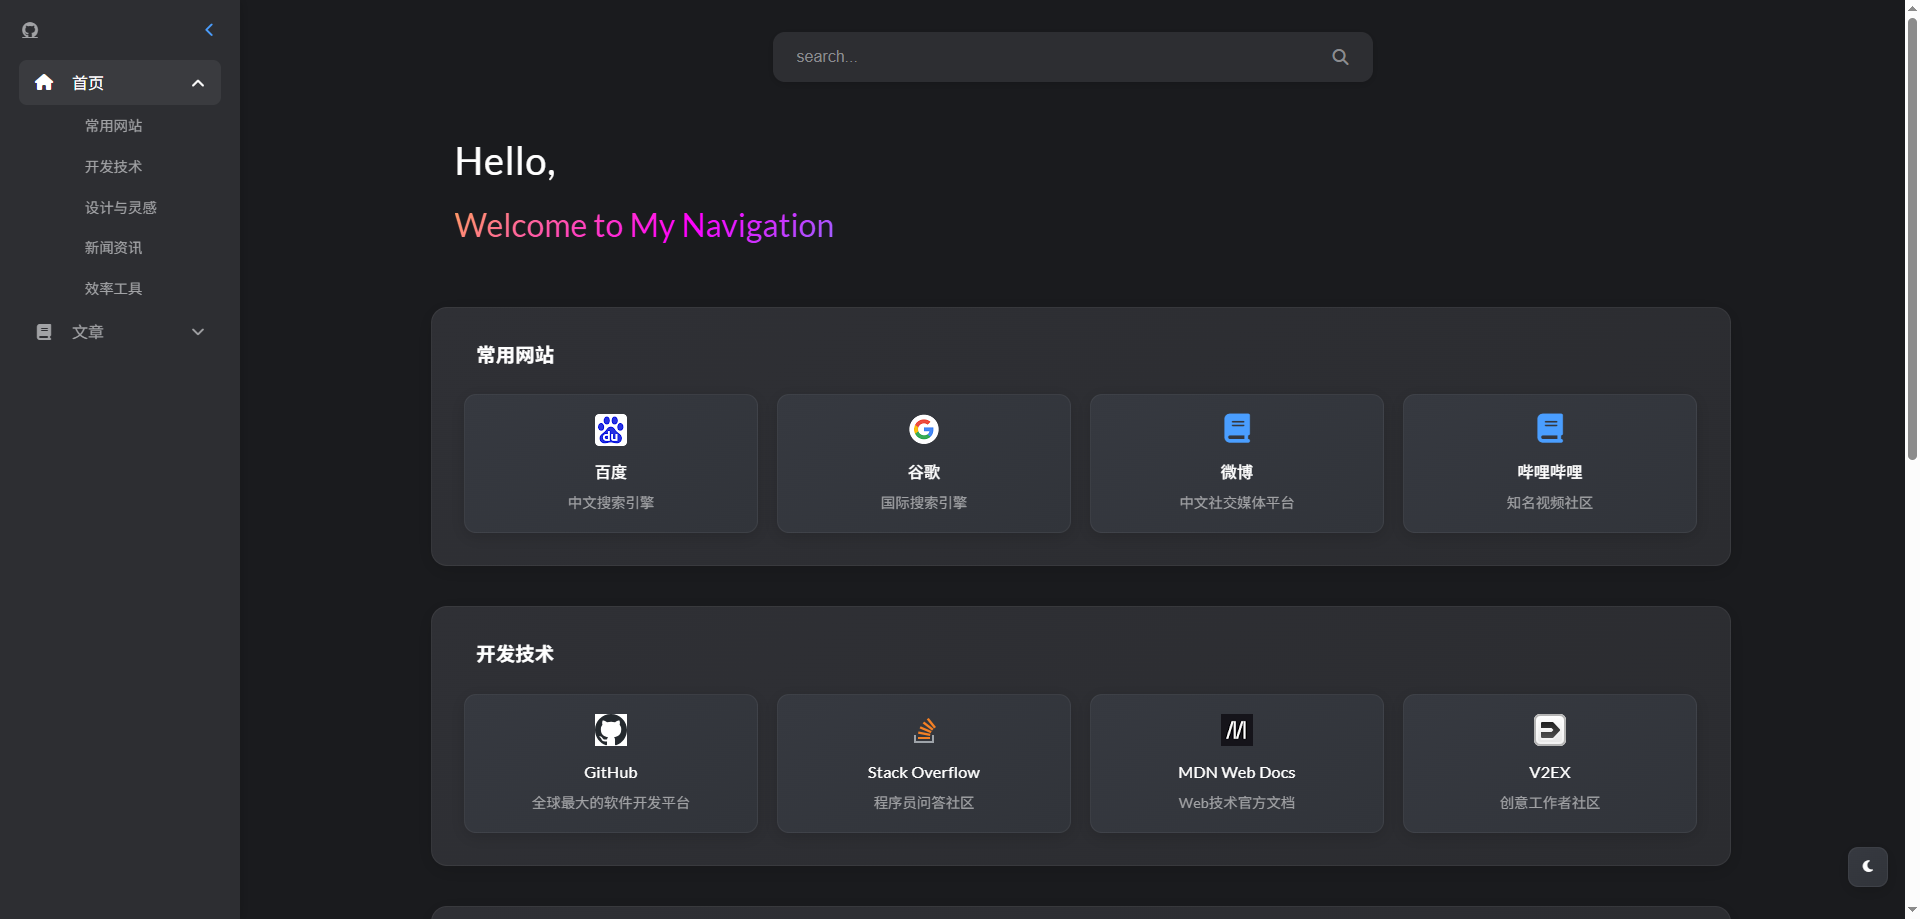 首页
常用网站
开发技术
设计与灵感
新闻资讯
效率工具
文章
search...
Hello,
Welcome to My Navigation
常用网站
du
百度
中文搜索引擎
谷歌
国际搜索引擎
微博
中文社交媒体平台
哔哩哔哩
知名视频社区
开发技术
GitHub
全球最大的软件开发平台
Stack Overflow
程序员问答社区
MDN Web Docs
Web技术官方文档
V2EX
创意工作者社区